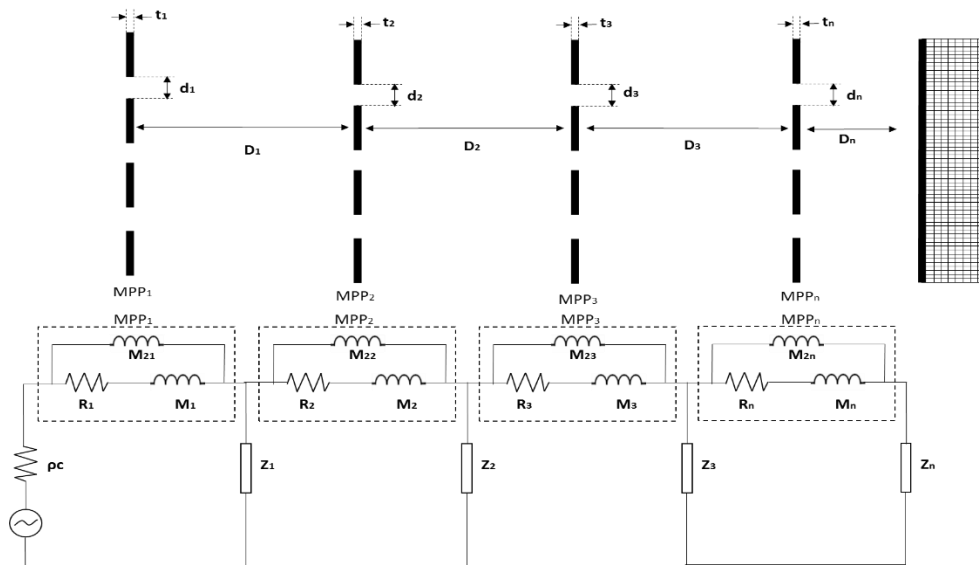 t₁ t₂ t₃ tₙ
d₁ d₂ d₃ dₙ
D₁ D₂ D₃ Dₙ
MPP₁ MPP₂ MPP₃ MPPₙ
MPP₁ MPP₂ MPP₃ MPPₙ
M₂₁ M₂₂ M₂₃ M₂ₙ
R₁ M₁ R₂ M₂ R₃ M₃ Rₙ Mₙ
ρc Z₁ Z₂ Z₃ Zₙ